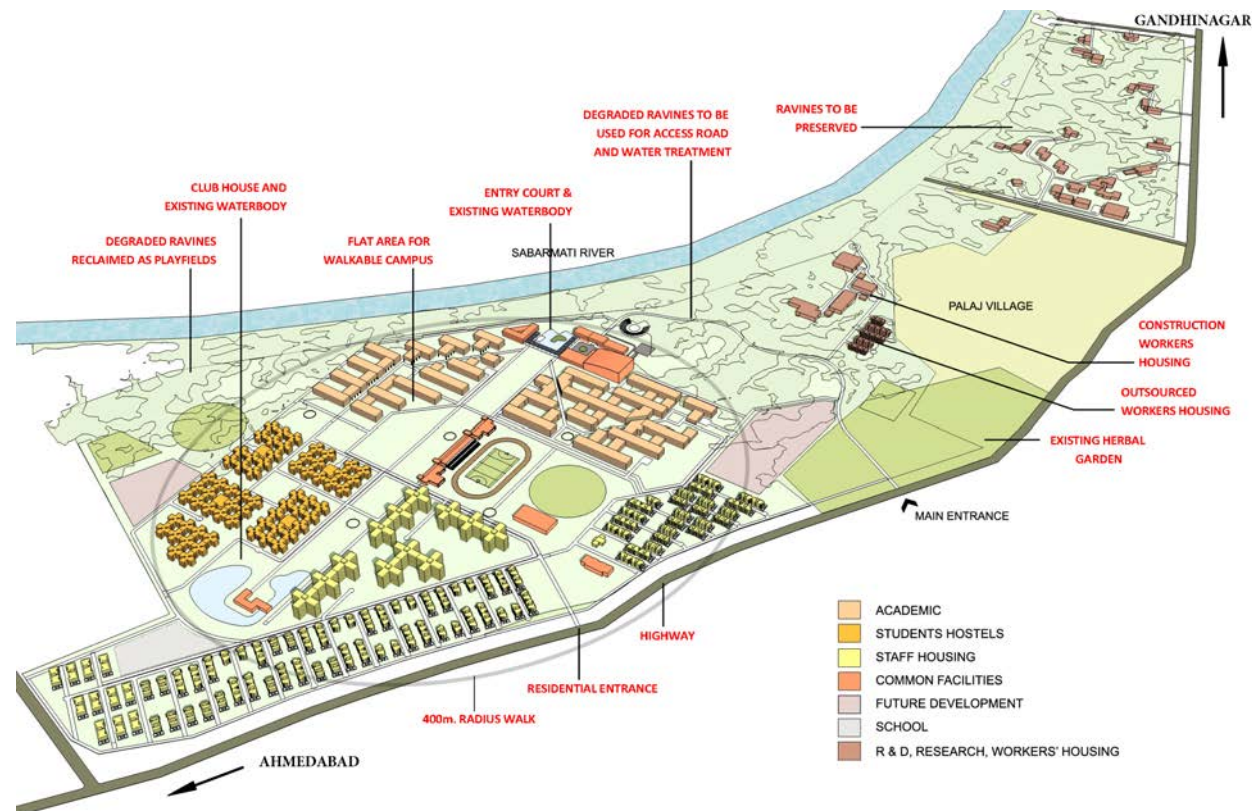 GANDHINAGAR
DEGRADED RAVINES TO BE
USED FOR ACCESS ROAD
AND WATER TREATMENT
RAVINES TO BE
PRESERVED
CLUB HOUSE AND
EXISTING WATERBODY
ENTRY COURT &
EXISTING WATERBODY
DEGRADED RAVINES
RECLAIMED AS PLAYFIELDS
FLAT AREA FOR
WALKABLE CAMPUS
SABARMATI RIVER
PALAJ VILLAGE
CONSTRUCTION
WORKERS
HOUSING
OUTSOURCED
WORKERS HOUSING
EXISTING HERBAL
GARDEN
MAIN ENTRANCE
HIGHWAY
RESIDENTIAL ENTRANCE
400m. RADIUS WALK
AHMEDABAD
ACADEMIC
STUDENTS HOSTELS
STAFF HOUSING
COMMON FACILITIES
FUTURE DEVELOPMENT
SCHOOL
R & D, RESEARCH, WORKERS' HOUSING